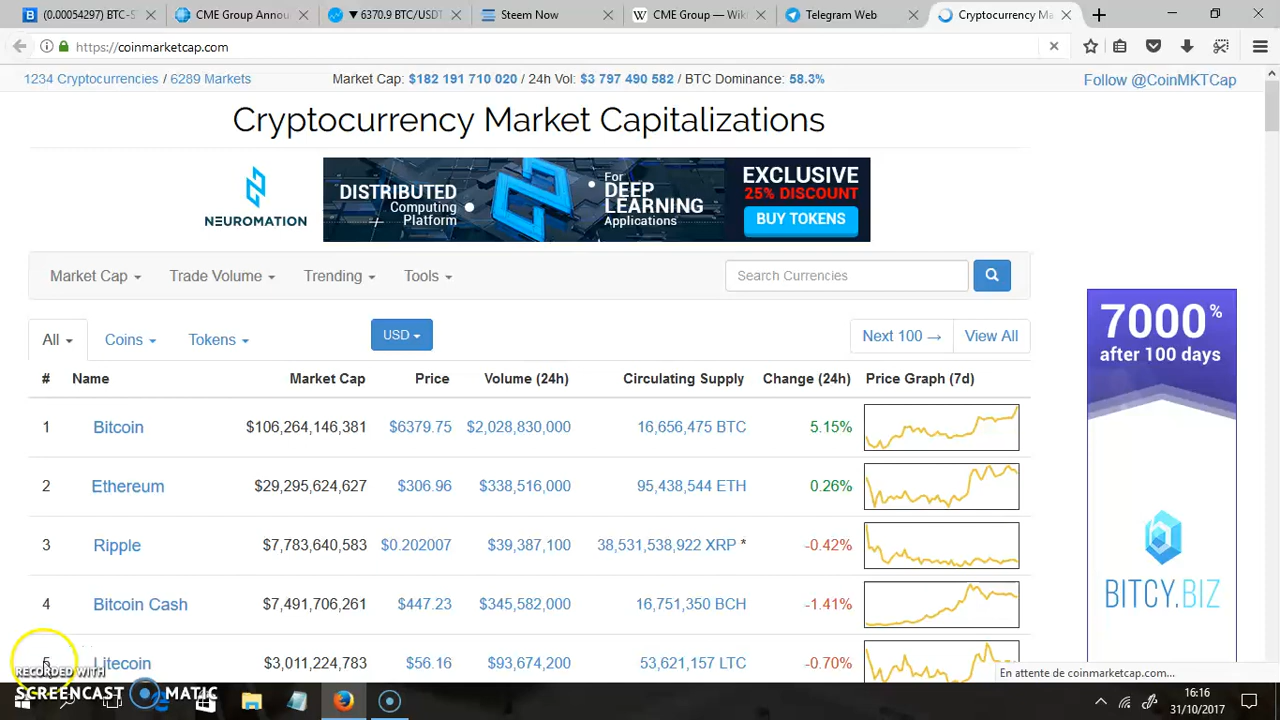 (0.00054297) BTC-S
CME Group Annou
6370.9 BTC/USDT
Steem Now
CME Group — Wiki
Telegram Web
Cryptocurrency Ma
https://coinmarketcap.com
1234 Cryptocurrencies / 6289 Markets
Market Cap: $182 191 710 020 / 24h Vol: $3 797 490 582 / BTC Dominance: 58.3%
Follow @CoinMKTCap
Cryptocurrency Market Capitalizations
NEUROMATION
DISTRIBUTED
Computing
Platform
For
DEEP
LEARNING
Applications
EXCLUSIVE
25% DISCOUNT
BUY TOKENS
Market Cap Trade Volume Trending Tools
Search Currencies
All Coins Tokens USD Next 100 → View All
# Name Market Cap Price Volume (24h) Circulating Supply Change (24h) Price Graph (7d)
1 Bitcoin $106,264,146,381 $6379.75 $2,028,830,000 16,656,475 BTC 5.15%
2 Ethereum $29,295,624,627 $306.96 $338,516,000 95,438,544 ETH 0.26%
3 Ripple $7,783,640,583 $0.202007 $39,387,100 38,531,538,922 XRP * -0.42%
4 Bitcoin Cash $7,491,706,261 $447.23 $345,582,000 16,751,350 BCH -1.41%
5 Litecoin $3,011,224,783 $56.16 $93,674,200 53,621,157 LTC -0.70%
7000%
after 100 days
BITCY.BIZ
En attente de coinmarketcap.com...
RECORDED WITH
SCREENCAST MATIC
16:16
31/10/2017